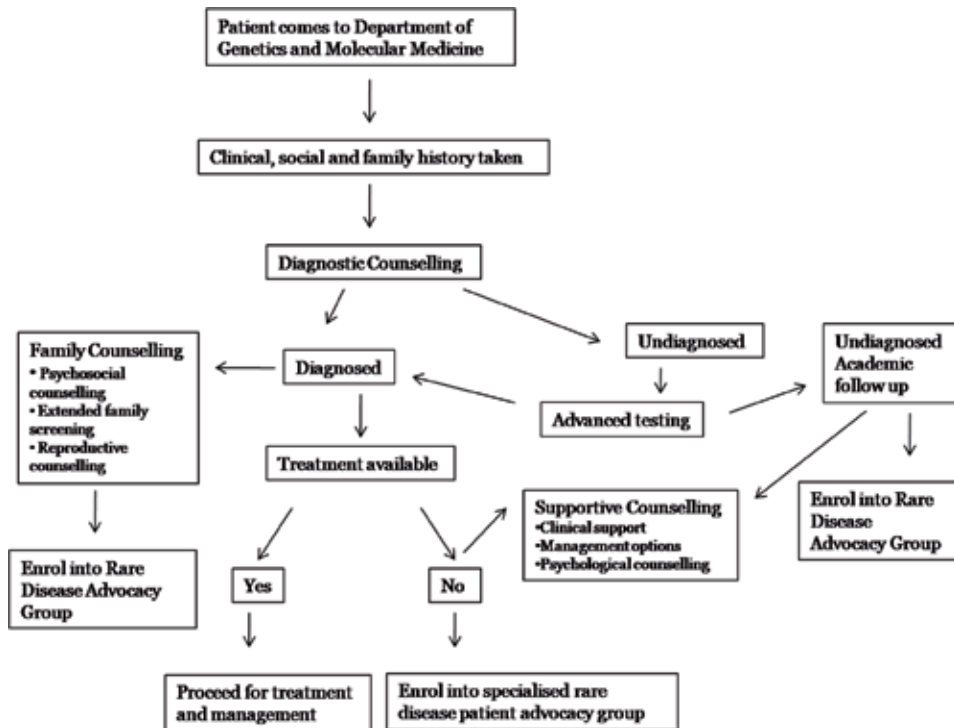 Patient comes to Department of
Genetics and Molecular Medicine
Clinical, social and family history taken
Diagnostic Counselling
Family Counselling
• Psychosocial
counselling
• Extended family
screening
• Reproductive
counselling
Diagnosed
Undiagnosed
Undiagnosed
Academic
follow up
Advanced testing
Treatment available
Supportive Counselling
•Clinical support
•Management options
•Psychological counselling
Enrol into Rare
Disease
Advocacy Group
Enrol into Rare
Disease Advocacy
Group
Yes
No
Proceed for treatment
and management
Enrol into specialised rare
disease patient advocacy group